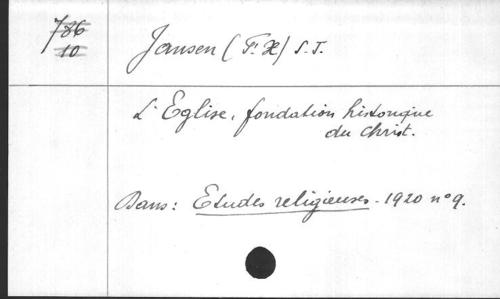 786
10
Jansen (F. X) S.J.
L'Eglise, fondation historique
du Christ.
Dans: Etudes religieuses - 1920 n° 9.